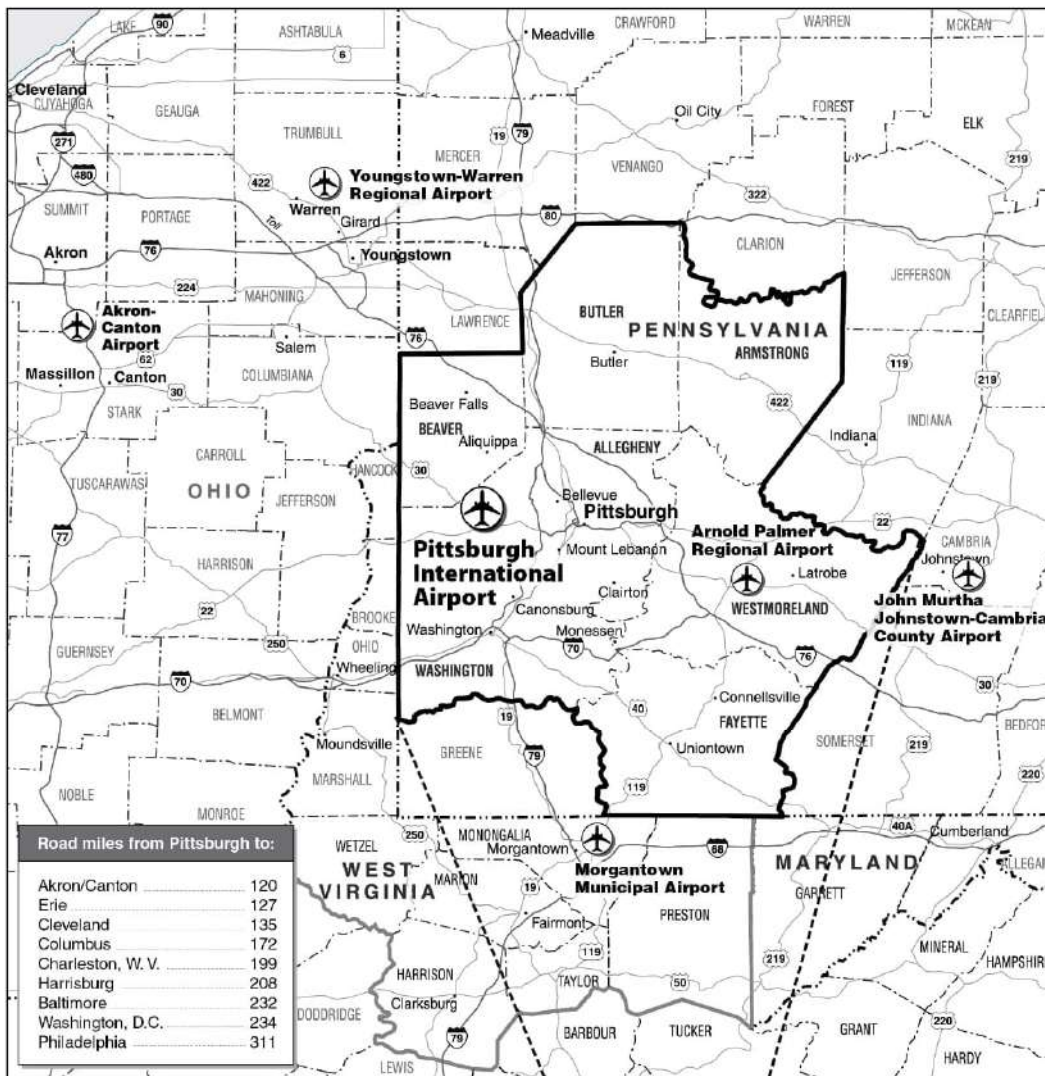 LAKE
90
ASHTABULA
6
CRAWFORD
WARREN
MCKEAN
Meadville
Cleveland
CUYAHOGA
GEAUGA
TRUMBULL
271
480
19
79
MERCER
Oil City
VENANGO
FOREST
ELK
219
422
Youngstown-Warren
Regional Airport
322
SUMMIT
PORTAGE
Warren
Girard
Toll
80
CLARION
Akron
76
Youngstown
JEFFERSON
224
MAHONING
LAWRENCE
BUTLER
PENNSYLVANIA
ARMSTRONG
CLEARFIELD
Akron-
Canton
Airport
62
Salem
76
Butler
119
219
Massillon
Canton
30
COLUMBIANA
STARK
Beaver Falls
BEAVER
Aliquippa
422
INDIANA
Indiana
ALLEGHENY
CARROLL
OHIO
TUSCARAWAS
JEFFERSON
HANCOCK
30
Bellevue
Pittsburgh
22
77
HARRISON
Pittsburgh
International
Airport
Mount Lebanon
Arnold Palmer
Regional Airport
Latrobe
CAMBRIA
Johnstown
Clairton
Canonsburg
WESTMORELAND
John Murtha
Johnstown-Cambria
County Airport
22
BROOKE
250
OHIO
Washington
Monessen
70
76
GUERNSEY
Wheeling
WASHINGTON
70
30
BELMONT
Connellsville
40
FAYETTE
19
SOMERSET
BEDFO
Moundsville
GREENE
79
Uniontown
219
220
MARSHALL
119
NOBLE
MONROE
250
MONONGALIA
Morgantown
68
40A
Cumberland
WETZEL
WEST
VIRGINIA
MARION
19
Morgantown
Municipal Airport
MARYLAND
ALLEGAN
GARRETT
PRESTON
Fairmont
119
MINERAL
219
HAMPSHIRE
HARRISON
TAYLOR
50
Clarksburg
DODDRIDGE
79
BARBOUR
TUCKER
GRANT
220
LEWIS
HARDY
Road miles from Pittsburgh to:
Akron/Canton 120
Erie 127
Cleveland 135
Columbus 172
Charleston, W. V. 199
Harrisburg 208
Baltimore 232
Washington, D.C. 234
Philadelphia 311